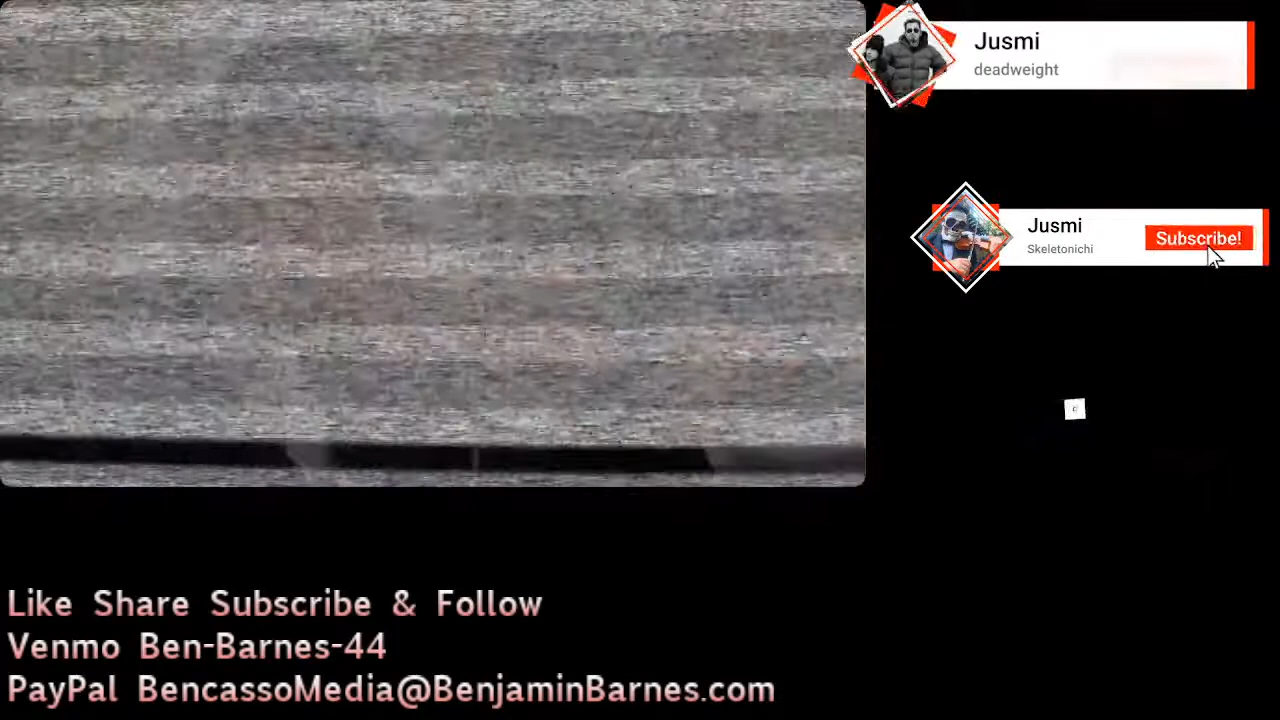 Jusmi
deadweight
Jusmi
Skeletonichi
Subscribe!
Like Share Subscribe & Follow
Venmo Ben-Barnes-44
PayPal BencassoMedia@BenjaminBarnes.com